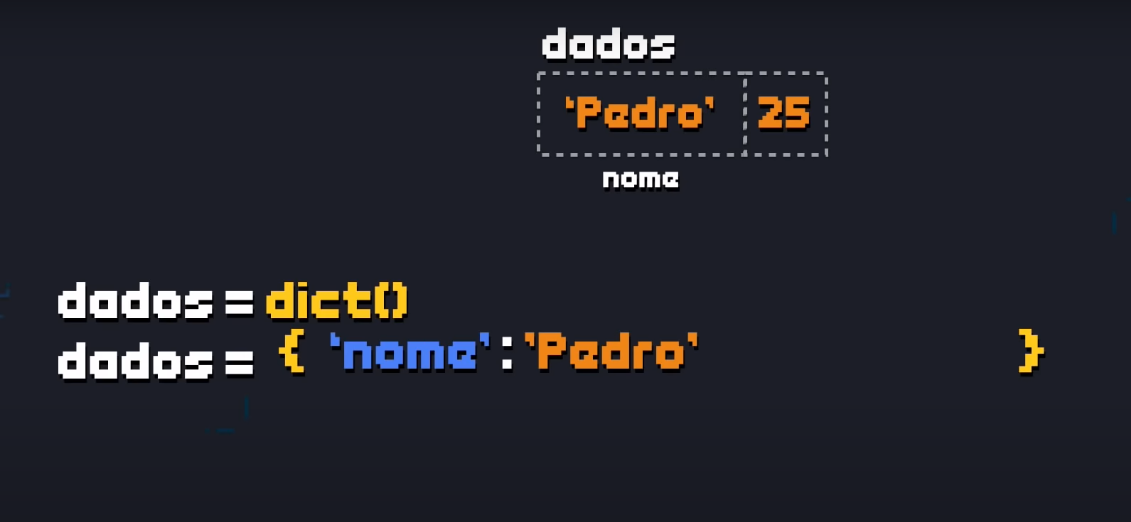 dados
‘Pedro’ 25
nome
dados = dict()
dados = { ‘nome’ : ‘Pedro’ }